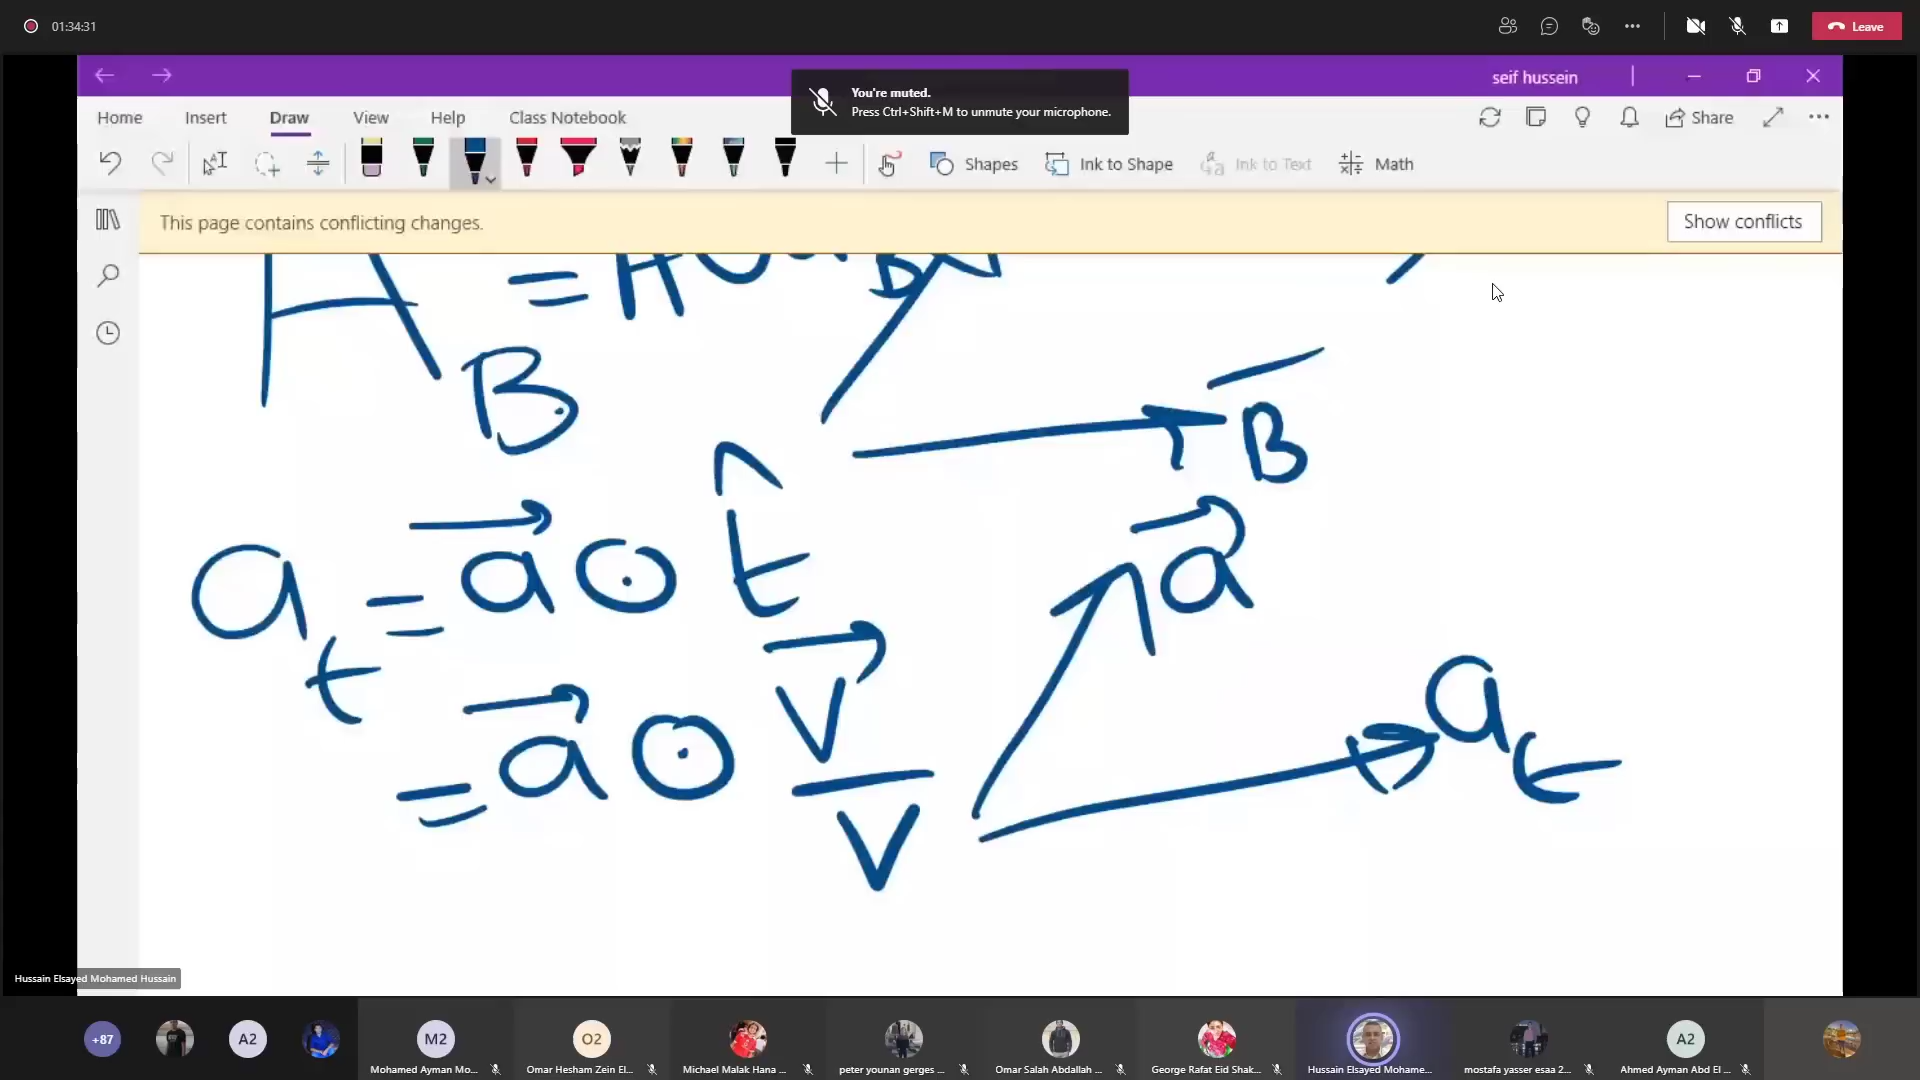 01:34:31
Leave
seif hussein
You're muted.
Press Ctrl+Shift+M to unmute your microphone.
Home Insert Draw View Help Class Notebook
Share
Shapes Ink to Shape Ink to Text Math
This page contains conflicting changes.
Show conflicts
A_B =
B
a_t = a⃗ ⊙ t̂
a⃗
= a⃗ ⊙ v⃗/v
a_t
Hussain Elsayed Mohamed Hussain
+87 A2 M2 O2 A2
Mohamed Ayman Mo... Omar Hesham Zein El... Michael Malak Hana ... peter younan gerges ... Omar Salah Abdallah ... George Rafat Eid Shak... Hussain Elsayed Mohame... mostafa yasser esaa 2... Ahmed Ayman Abd El ...